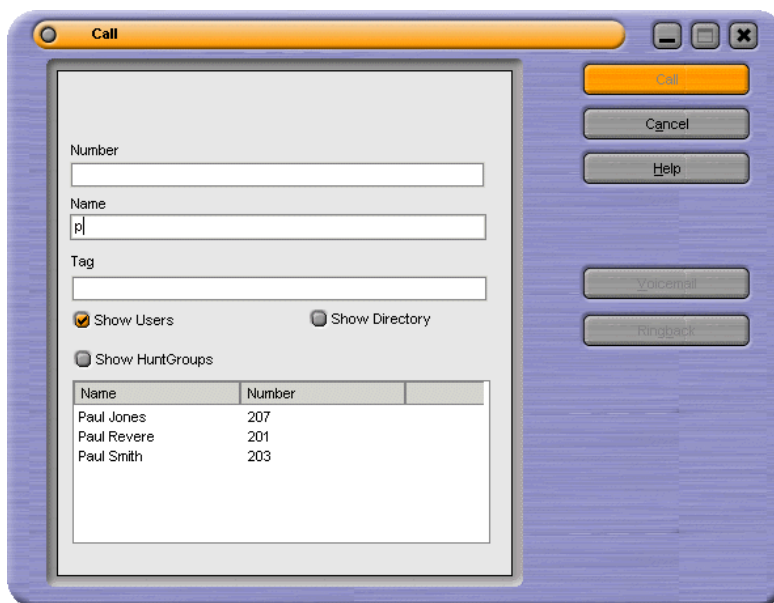 Call
Call
Number
Cancel
Help
Name
p
Tag
Voicemail
Show Users Show Directory
Ringback
Show HuntGroups
Name Number
Paul Jones 207
Paul Revere 201
Paul Smith 203